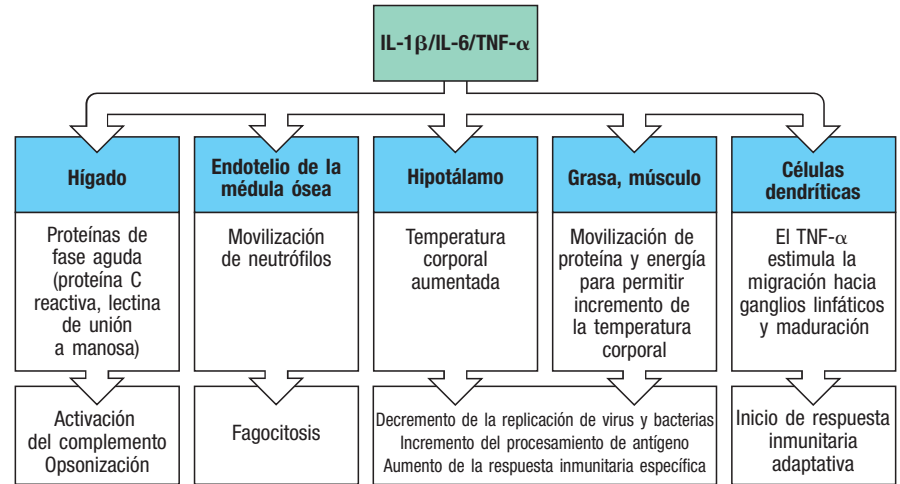 IL-1β/IL-6/TNF-α
Hígado
Proteínas de
fase aguda
(proteína C
reactiva, lectina
de unión
a manosa)
Activación
del complemento
Opsonización
Endotelio de la
médula ósea
Movilización
de neutrófilos
Fagocitosis
Hipotálamo
Temperatura
corporal
aumentada
Grasa, músculo
Movilización de
proteína y energía
para permitir
incremento de
la temperatura
corporal
Decremento de la replicación de virus y bacterias
Incremento del procesamiento de antígeno
Aumento de la respuesta inmunitaria específica
Células
dendríticas
El TNF-α
estimula la
migración hacia
ganglios linfáticos
y maduración
Inicio de respuesta
inmunitaria
adaptativa